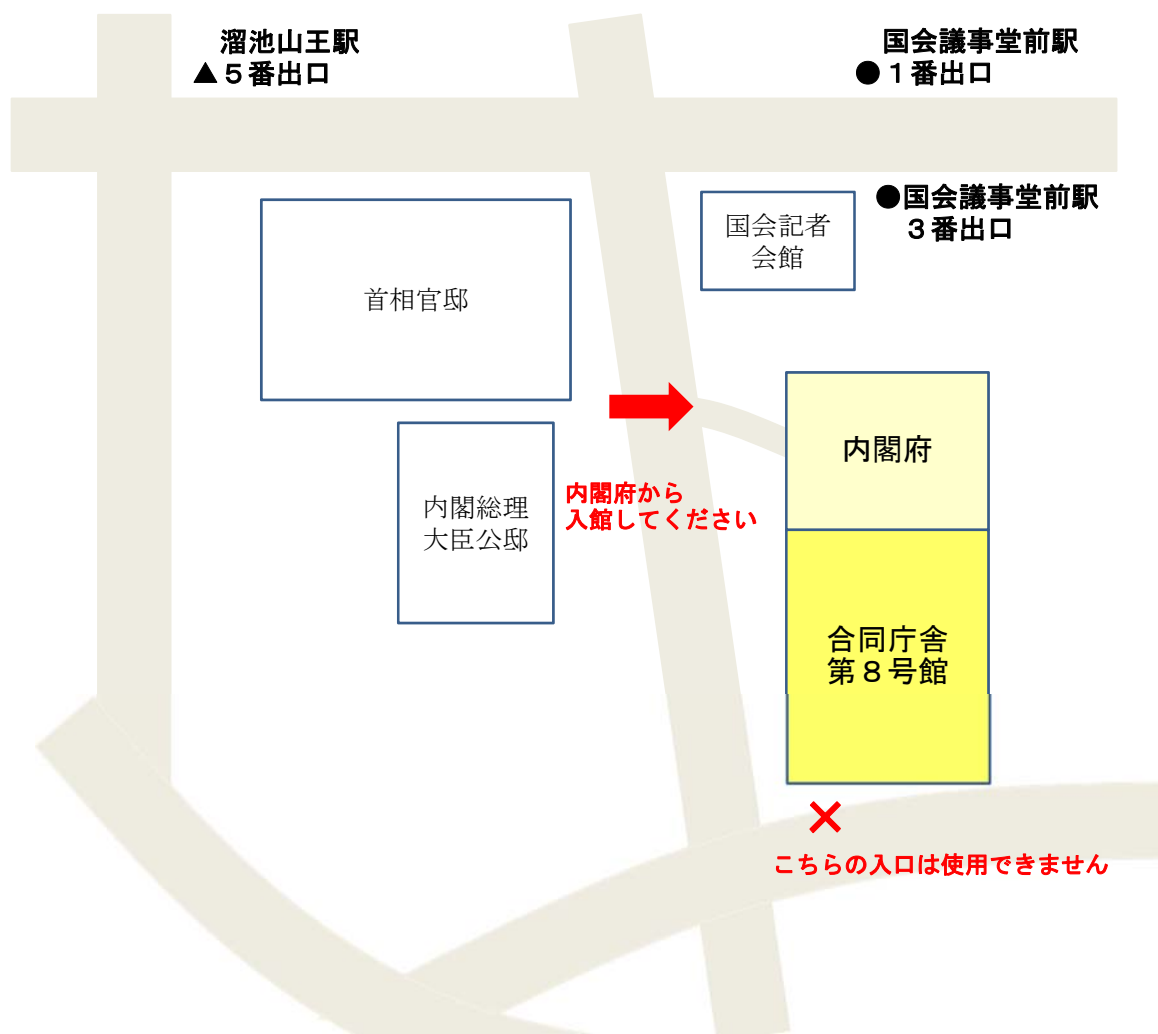 溜池山王駅
▲５番出口
国会議事堂前駅
●１番出口
●国会議事堂前駅
３番出口
国会記者
会館
首相官邸
内閣府
内閣総理
大臣公邸
内閣府から
入館してください
合同庁舎
第８号館
×
こちらの入口は使用できません